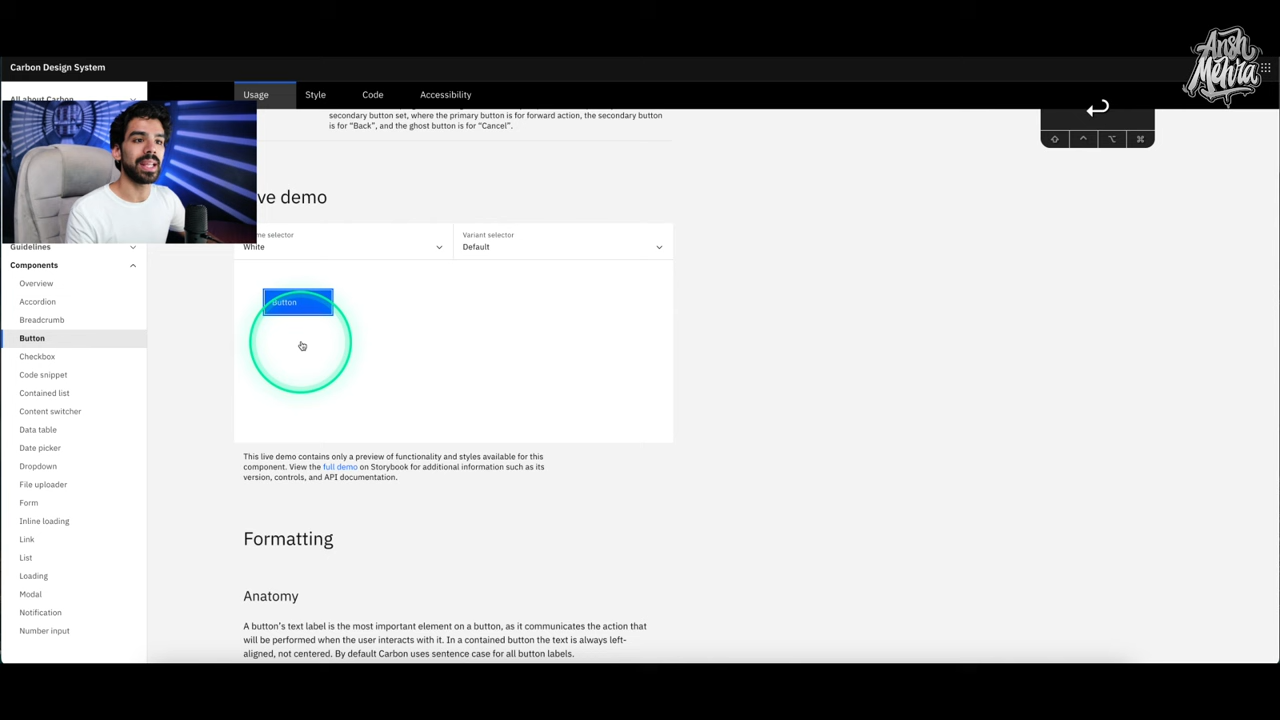 Ansh
Mehra
Carbon Design System
All about Carbon
Usage
Style
Code
Accessibility
secondary button set, where the primary button is for forward action, the secondary button
is for “Back”, and the ghost button is for “Cancel”.
ve demo
me selector
White
Variant selector
Default
Button
This live demo contains only a preview of functionality and styles available for this
component. View the full demo on Storybook for additional information such as its
version, controls, and API documentation.
Formatting
Anatomy
A button’s text label is the most important element on a button, as it communicates the action that
will be performed when the user interacts with it. In a contained button the text is always left-
aligned, not centered. By default Carbon uses sentence case for all button labels.
Guidelines
Components
Overview
Accordion
Breadcrumb
Button
Checkbox
Code snippet
Contained list
Content switcher
Data table
Date picker
Dropdown
File uploader
Form
Inline loading
Link
List
Loading
Modal
Notification
Number input